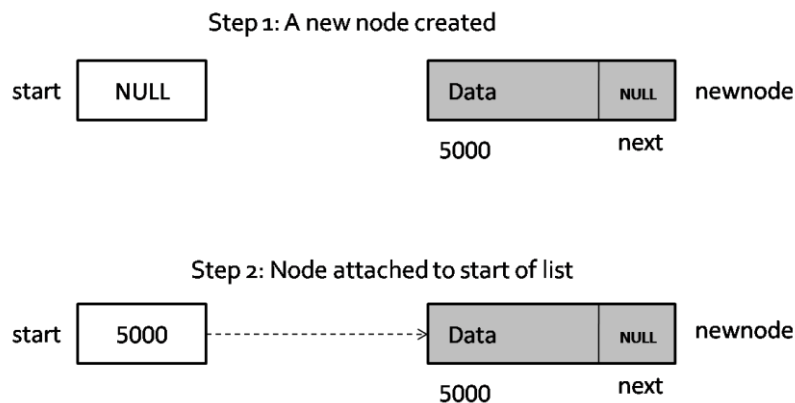 Step 1: A new node created
start NULL Data NULL newnode
5000 next
Step 2: Node attached to start of list
start 5000 Data NULL newnode
5000 next